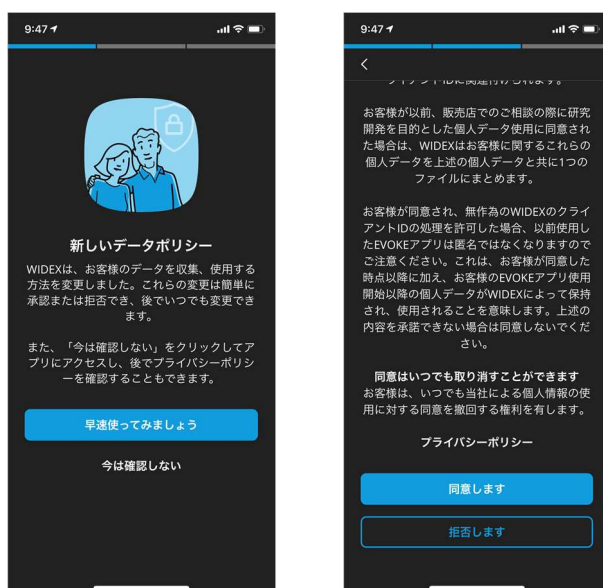 9:47
新しいデータポリシー
WIDEXは、お客様のデータを収集、使用する
方法を変更しました。これらの変更は簡単に
承認または拒否でき、後でいつでも変更でき
ます。
また、「今は確認しない」をクリックしてア
プリにアクセスし、後でプライバシーポリシ
ーを確認することもできます。
早速使ってみましょう
今は確認しない
9:47
お客様が以前、販売店でのご相談の際に研究
開発を目的とした個人データ使用に同意され
た場合は、WIDEXはお客様に関するこれらの
個人データを上述の個人データと共に1つの
ファイルにまとめます。
お客様が同意され、無作為のWIDEXのクライ
アントIDの処理を許可した場合、以前使用し
たEVOKEアプリは匿名ではなくなりますので
ご注意ください。これは、お客様が同意した
時点以降に加え、お客様のEVOKEアプリ使用
開始以降の個人データがWIDEXによって保持
され、使用されることを意味します。上述の
内容を承諾できない場合は同意しないでくだ
さい。
同意はいつでも取り消すことができます
お客様は、いつでも当社による個人情報の使
用に対する同意を撤回する権利を有します。
プライバシーポリシー
同意します
拒否します